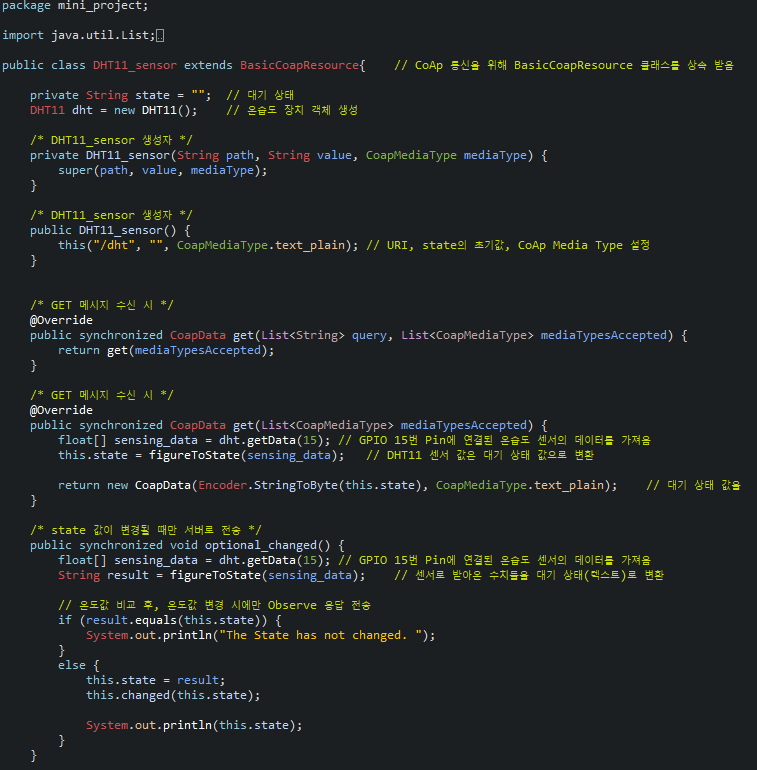 package mini_project;
import java.util.List;
public class DHT11_sensor extends BasicCoapResource{    // CoAp 통신을 위해 BasicCoapResource 클래스를 상속 받음
    private String state = "";  // 대기 상태
    DHT11 dht = new DHT11();    // 온습도 장치 객체 생성
    /* DHT11_sensor 생성자 */
    private DHT11_sensor(String path, String value, CoapMediaType mediaType) {
        super(path, value, mediaType);
    }
    /* DHT11_sensor 생성자 */
    public DHT11_sensor() {
        this("/dht", "", CoapMediaType.text_plain); // URI, state의 초기값, CoAp Media Type 설정
    }
    /* GET 메시지 수신 시 */
    @Override
    public synchronized CoapData get(List<String> query, List<CoapMediaType> mediaTypesAccepted) {
        return get(mediaTypesAccepted);
    }
    /* GET 메시지 수신 시 */
    @Override
    public synchronized CoapData get(List<CoapMediaType> mediaTypesAccepted) {
        float[] sensing_data = dht.getData(15); // GPIO 15번 Pin에 연결된 온습도 센서의 데이터를 가져옴
        this.state = figureToState(sensing_data);   // DHT11 센서 값은 대기 상태 값으로 변환
        return new CoapData(Encoder.StringToByte(this.state), CoapMediaType.text_plain);    // 대기 상태 값을
    }
    /* state 값이 변경될 때만 서버로 전송 */
    public synchronized void optional_changed() {
        float[] sensing_data = dht.getData(15); // GPIO 15번 Pin에 연결된 온습도 센서의 데이터를 가져옴
        String result = figureToState(sensing_data);    // 센서로 받아온 수치들을 대기 상태(텍스트)로 변환
        // 온도값 비교 후, 온도값 변경 시에만 Observe 응답 전송
        if (result.equals(this.state)) {
            System.out.println("The State has not changed. ");
        }
        else {
            this.state = result;
            this.changed(this.state);
            System.out.println(this.state);
        }
    }